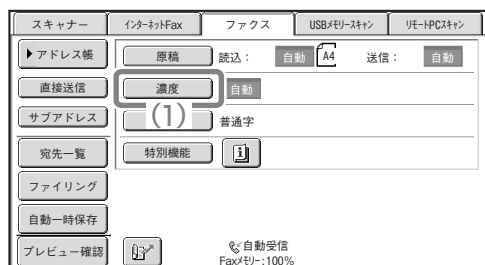 スキャナー インターネットFax ファクス USBメモリースキャン リモートPCスキャン
アドレス帳 原稿 読込： 自動 A4 送信： 自動
直接送信 濃度 自動
サブアドレス (1) 普通字
宛先一覧 特別機能
ファイリング
自動一時保存
プレビュー確認 自動受信
Faxメモリー:100%